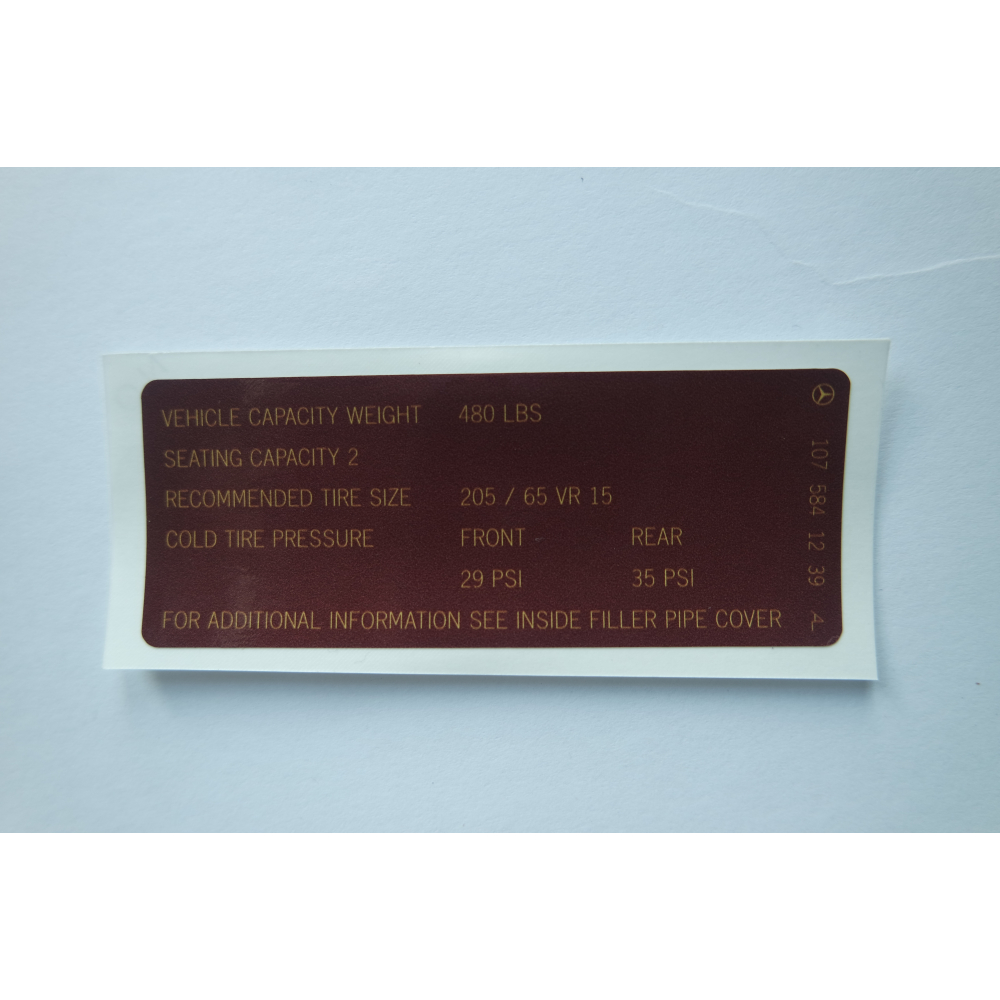 VEHICLE CAPACITY WEIGHT 480 LBS
SEATING CAPACITY 2
RECOMMENDED TIRE SIZE 205 / 65 VR 15
COLD TIRE PRESSURE FRONT REAR
29 PSI 35 PSI
FOR ADDITIONAL INFORMATION SEE INSIDE FILLER PIPE COVER
107 584 12 39 A